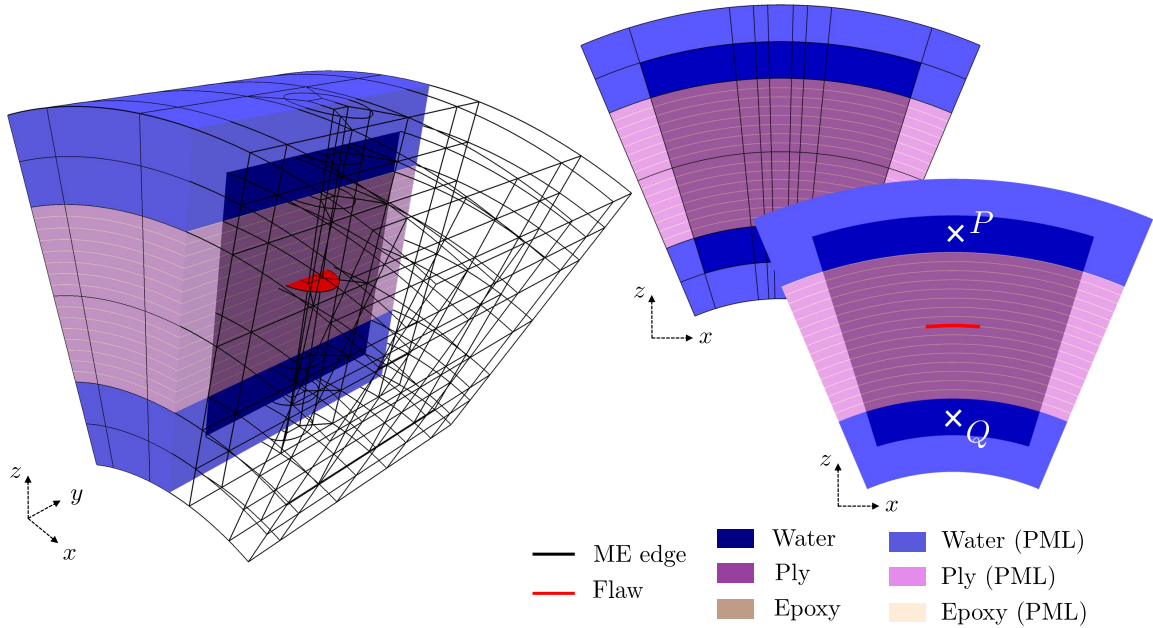 P
Q
z
y
x
z
x
z
x
ME edge
Flaw
Water
Ply
Epoxy
Water (PML)
Ply (PML)
Epoxy (PML)